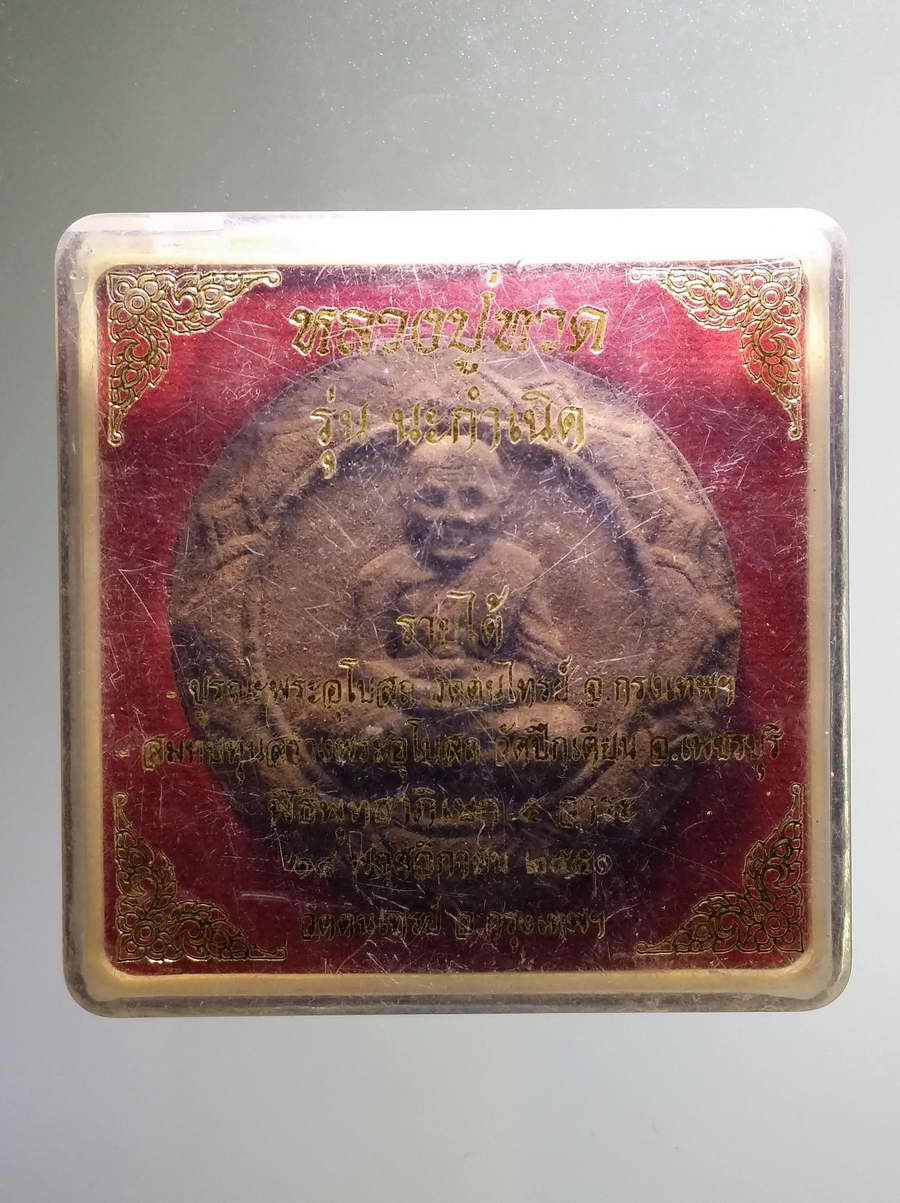 หลวงปู่ทวด
รุ่น นะกำเนิด
รายได้
บูรณะพระอุโบสถ วัดต้นไทรย์ จ.กรุงเทพฯ
สมทบทุนสร้างพระอุโบสถ วัดปึกเตียน จ.เพชรบุรี
พิธีพุทธาภิเษก ๕ วาระ
๑๘ พฤศจิกายน ๒๕๕๐
วัดต้นไทรย์ จ.กรุงเทพฯ